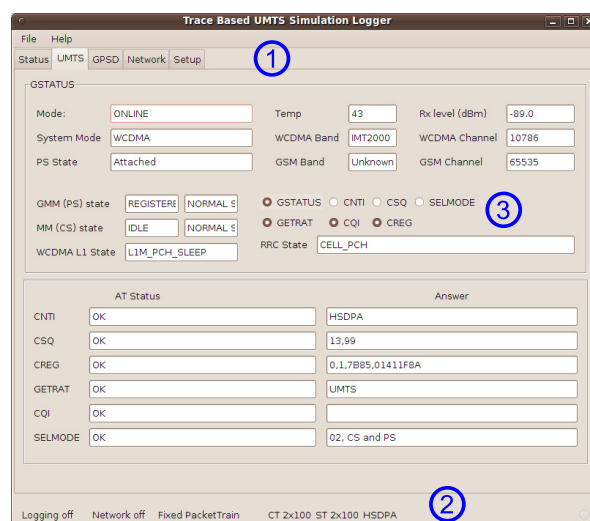 Trace Based UMTS Simulation Logger
File Help
Status UMTS GPSD Network Setup 1
GSTATUS
Mode: ONLINE Temp 43 Rx level (dBm) -89.0
System Mode WCDMA WCDMA Band IMT2000 WCDMA Channel 10786
PS State Attached GSM Band Unknown GSM Channel 65535
GMM (PS) state REGISTERE NORMAL S GSTATUS CNTI CSQ SELMODE 3
MM (CS) state IDLE NORMAL S GETRAT CQI CREG
WCDMA L1 State L1M_PCH_SLEEP RRC State CELL_PCH
AT Status Answer
CNTI OK HSDPA
CSQ OK 13,99
CREG OK 0,1,7B85,01411F8A
GETRAT OK UMTS
CQI OK
SELMODE OK 02, CS and PS
Logging off Network off Fixed PacketTrain CT 2x100 ST 2x100 HSDPA 2